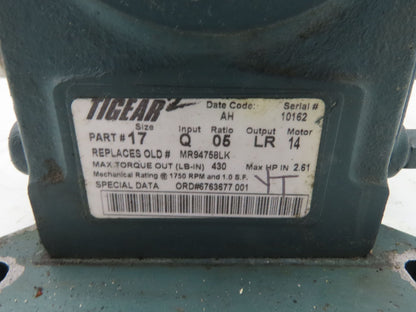 TIGEAR
Date Code: Serial #
AH 10162
Size Input Ratio Output Motor
PART # 17 Q 05 LR 14
REPLACES OLD # MR94758LK
MAX TORQUE OUT (LB-IN) 430 Max HP IN 2.61
Mechanical Rating @ 1750 RPM and 1.0 S.F.
SPECIAL DATA ORD#6763677 001
YT